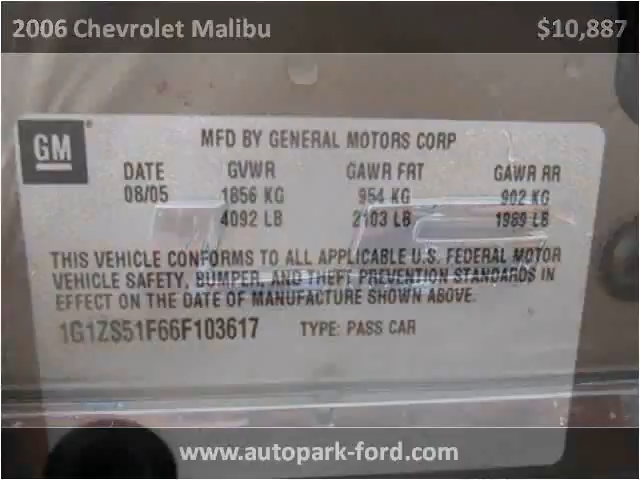 2006 Chevrolet Malibu $10,887
GM
MFD BY GENERAL MOTORS CORP
DATE GVWR GAWR FRT GAWR RR
08/05 1856 KG 954 KG 902 KG
4092 LB 2103 LB 1989 LB
THIS VEHICLE CONFORMS TO ALL APPLICABLE U.S. FEDERAL MOTOR
VEHICLE SAFETY, BUMPER, AND THEFT PREVENTION STANDARDS IN
EFFECT ON THE DATE OF MANUFACTURE SHOWN ABOVE.
1G1ZS51F66F103617 TYPE: PASS CAR
www.autopark-ford.com